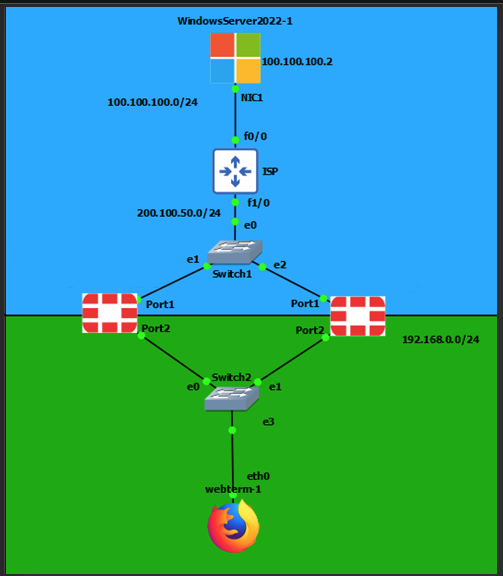 WindowsServer2022-1
100.100.100.2
NIC1
100.100.100.0/24
f0/0
ISP
f1/0
200.100.50.0/24
e0
e1
e2
Switch1
Port1
Port1
Port2
Port2
192.168.0.0/24
Switch2
e0
e1
e3
eth0
webterm-1